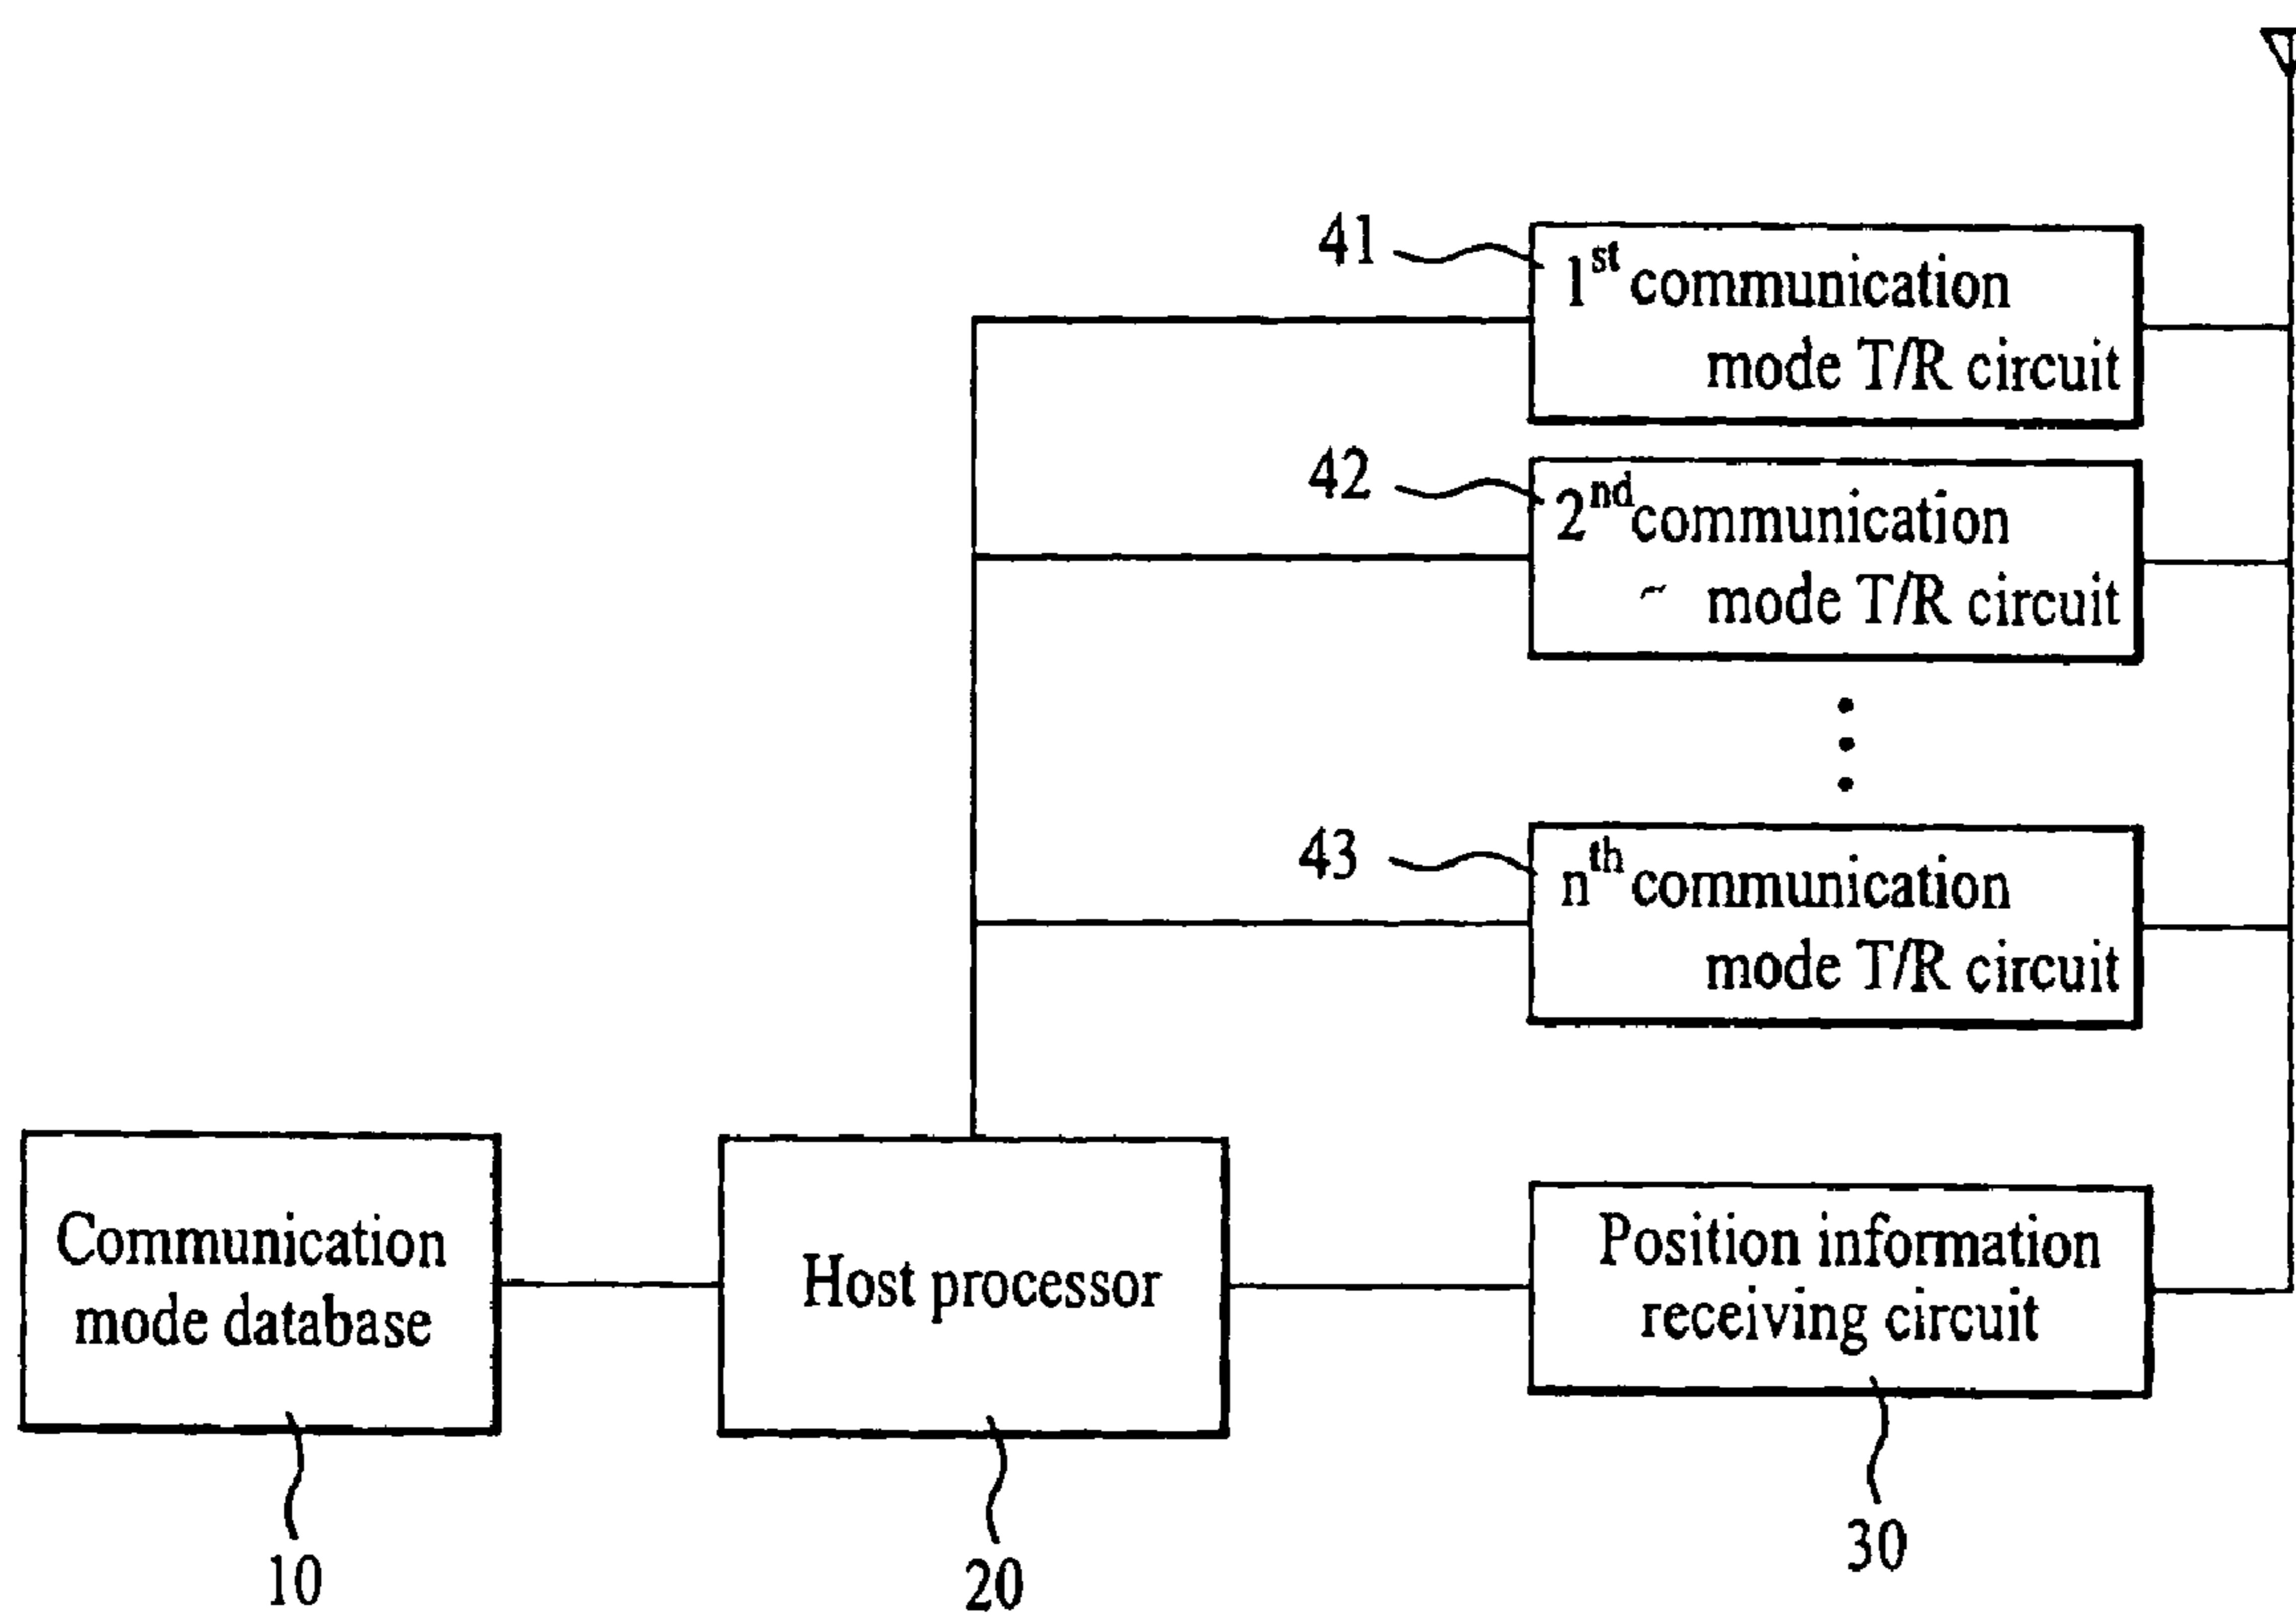 41
1st communication
mode T/R circuit
42
2nd communication
mode T/R circuit
43
nth communication
mode T/R circuit
Communication
mode database
Host processor
Position information
receiving circuit
10
20
30